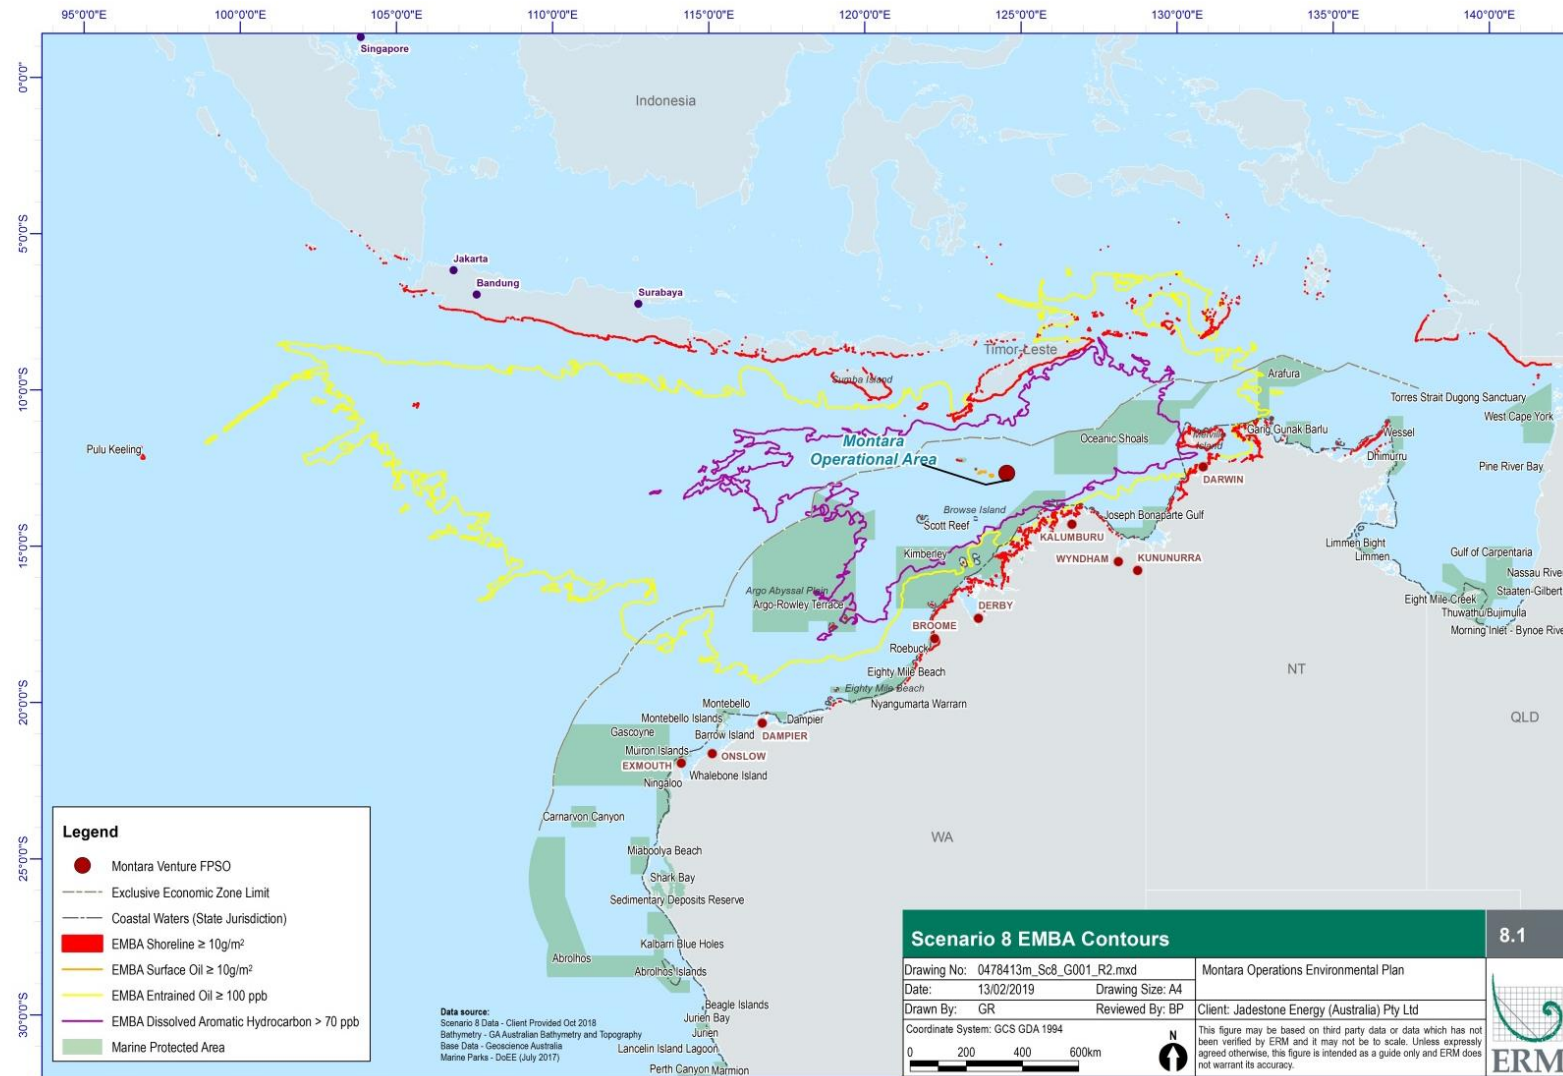 95°0'0"E 100°0'0"E 105°0'0"E 110°0'0"E 115°0'0"E 120°0'0"E 125°0'0"E 130°0'0"E 135°0'0"E 140°0'0"E
0°0'0"
5°0'0"S
10°0'0"S
15°0'0"S
20°0'0"S
25°0'0"S
30°0'0"S
Singapore
Indonesia
Jakarta
Bandung
Surabaya
Timor-Leste
Sumba Island
Arafura
Torres Strait Dugong Sanctuary
West Cape York
Pulu Keeling
Montara
Operational Area
Oceanic Shoals
Melville
Island
Garig Gunak Barlu
Wessel
Dhimurru
Pine River Bay
DARWIN
Browse Island
Scott Reef
Joseph Bonaparte Gulf
KALUMBURU
Kimberley
WYNDHAM
KUNUNURRA
Limmen Bight
Limmen
Gulf of Carpentaria
Nassau Rive
Staaten-Gilbert
Eight Mile Creek
Thuwathu/Bujimulla
Morning Inlet - Bynoe Rive
Argo Abyssal Plain
Argo-Rowley Terrace
DERBY
BROOME
Roebuck
Eighty Mile Beach
Eighty Mile Beach
Nyangumarta Warrarn
NT
QLD
WA
Montebello
Montebello Islands
Dampier
Barrow Island
DAMPIER
Gascoyne
Muiron Islands
ONSLOW
EXMOUTH
Whalebone Island
Ningaloo
Carnarvon Canyon
Miaboolya Beach
Shark Bay
Sedimentary Deposits Reserve
Kalbarri Blue Holes
Abrolhos
Abrolhos Islands
Beagle Islands
Jurien Bay
Jurien
Lancelin Island Lagoon
Perth Canyon Marmion
Legend
Montara Venture FPSO
Exclusive Economic Zone Limit
Coastal Waters (State Jurisdiction)
EMBA Shoreline ≥ 10g/m²
EMBA Surface Oil ≥ 10g/m²
EMBA Entrained Oil ≥ 100 ppb
EMBA Dissolved Aromatic Hydrocarbon > 70 ppb
Marine Protected Area
Data source:
Scenario 8 Data - Client Provided Oct 2018
Bathymetry - GA Australian Bathymetry and Topography
Base Data - Geoscience Australia
Marine Parks - DoEE (July 2017)
Scenario 8 EMBA Contours
8.1
Drawing No: 0478413m_Sc8_G001_R2.mxd
Date: 13/02/2019 Drawing Size: A4
Drawn By: GR Reviewed By: BP
Coordinate System: GCS GDA 1994
0 200 400 600km
N
Montara Operations Environmental Plan
Client: Jadestone Energy (Australia) Pty Ltd
This figure may be based on third party data or data which has not
been verified by ERM and it may not be to scale. Unless expressly
agreed otherwise, this figure is intended as a guide only and ERM does
not warrant its accuracy.
ERM